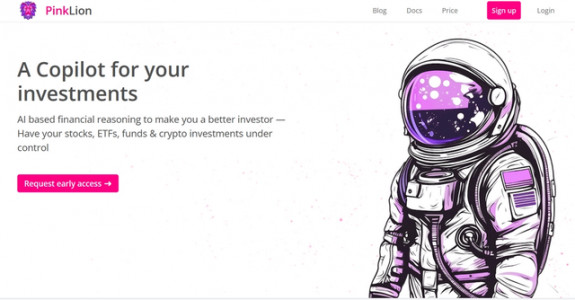 PinkLion
Blog
Docs
Price
Sign up
Login
A Copilot for your
investments
AI based financial reasoning to make you a better investor —
Have your stocks, ETFs, funds & crypto investments under
control
Request early access ➔